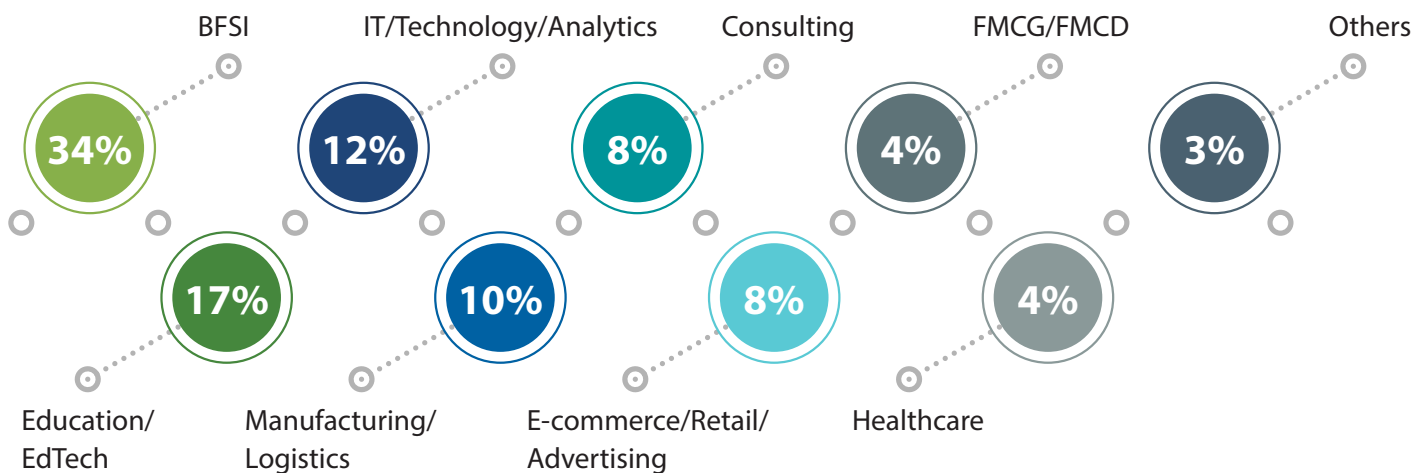 BFSI
IT/Technology/Analytics
Consulting
FMCG/FMCD
Others
34%
12%
8%
4%
3%
17%
10%
8%
4%
Education/
EdTech
Manufacturing/
Logistics
E-commerce/Retail/
Advertising
Healthcare